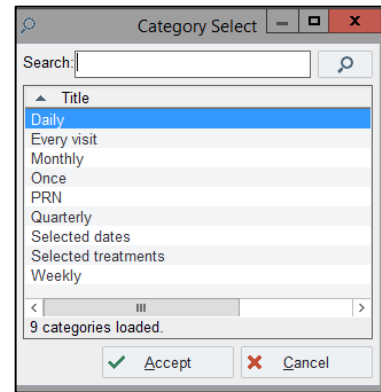 Category Select
Search:
Title
Daily
Every visit
Monthly
Once
PRN
Quarterly
Selected dates
Selected treatments
Weekly
9 categories loaded.
Accept Cancel